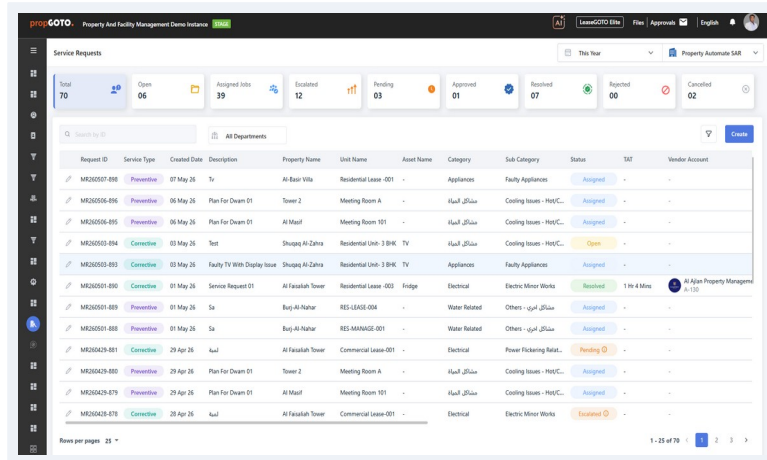 propGOTO. Property And Facility Management Demo Instance STAGE AI LeaseGOTO Elite Files Approvals English
Service Requests This Year Property Automate SAR
Total 70
Open 06
Assigned Jobs 39
Escalated 12
Pending 03
Approved 01
Resolved 07
Rejected 00
Cancelled 02
Search by ID All Departments Create
Request ID Service Type Created Date Description Property Name Unit Name Asset Name Category Sub Category Status TAT Vendor Account
MR260507-898 Preventive 07 May 26 Tv Al-Basir Villa Residential Lease -001 - Appliances Faulty Appliances Assigned - -
MR260506-896 Preventive 06 May 26 Plan For Dwam 01 Tower 2 Meeting Room A - مشاكل المياة Cooling Issues - Hot/C... Assigned - -
MR260506-895 Preventive 06 May 26 Plan For Dwam 01 Al Masif Meeting Room 101 - مشاكل المياة Cooling Issues - Hot/C... Assigned - -
MR260503-894 Corrective 03 May 26 Test Shuqaq Al-Zahra Residential Unit- 3 BHK TV مشاكل المياة Cooling Issues - Hot/C... Open - -
MR260503-893 Corrective 03 May 26 Faulty TV With Display Issue Shuqaq Al-Zahra Residential Unit- 3 BHK TV Appliances Faulty Appliances Assigned - -
MR260501-890 Corrective 01 May 26 Service Request 01 Al Faisaliah Tower Residential Lease -003 Fridge Electrical Electric Minor Works Resolved 1 Hr 4 Mins Al Ajlan Property Manageme
A-130
MR260501-889 Preventive 01 May 26 Sa Burj-Al-Nahar RES-LEASE-004 - Water Related Others - مشاكل اخرى Assigned - -
MR260501-888 Preventive 01 May 26 Sa Burj-Al-Nahar RES-MANAGE-001 - Water Related Others - مشاكل اخرى Assigned - -
MR260429-881 Corrective 29 Apr 26 Al Faisaliah Tower Commercial Lease-001 - Electrical Power Flickering Relat... Pending - -
MR260429-880 Preventive 29 Apr 26 Plan For Dwam 01 Tower 2 Meeting Room A - مشاكل المياة Cooling Issues - Hot/C... Assigned - -
MR260429-879 Preventive 29 Apr 26 Plan For Dwam 01 Al Masif Meeting Room 101 - مشاكل المياة Cooling Issues - Hot/C... Assigned - -
MR260428-878 Corrective 28 Apr 26 Al Faisaliah Tower Commercial Lease-001 - Electrical Electric Minor Works Escalated - -
Rows per pages 25 1 - 25 of 70 1 2 3